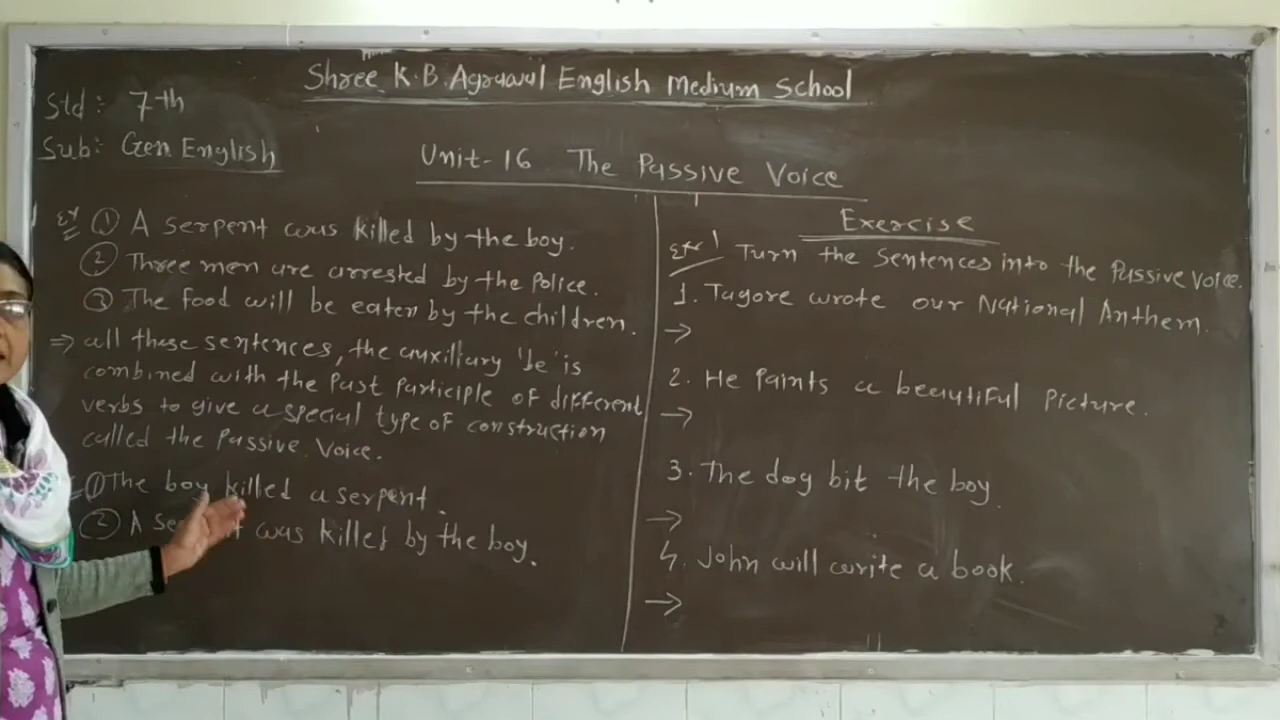 Shree K.B. Agrawal English Medium School
Std: 7th
Sub: Gen English
Unit-16 The Passive Voice
Ex ① A serpent was killed by the boy.
② Three men are arrested by the Police.
③ The food will be eaten by the children.
⇒ all these sentences, the auxiliary 'be' is
combined with the Past Participle of different
verbs to give a special type of construction
called the Passive Voice.
① The boy killed a serpent.
② A was killed by the boy.
Exercise
Ex 1 Turn the Sentences into the Passive Voice.
1. Tagore wrote our National Anthem.
→
2. He Paints a beautiful Picture.
→
3. The dog bit the boy.
→
4. John will write a book.
→